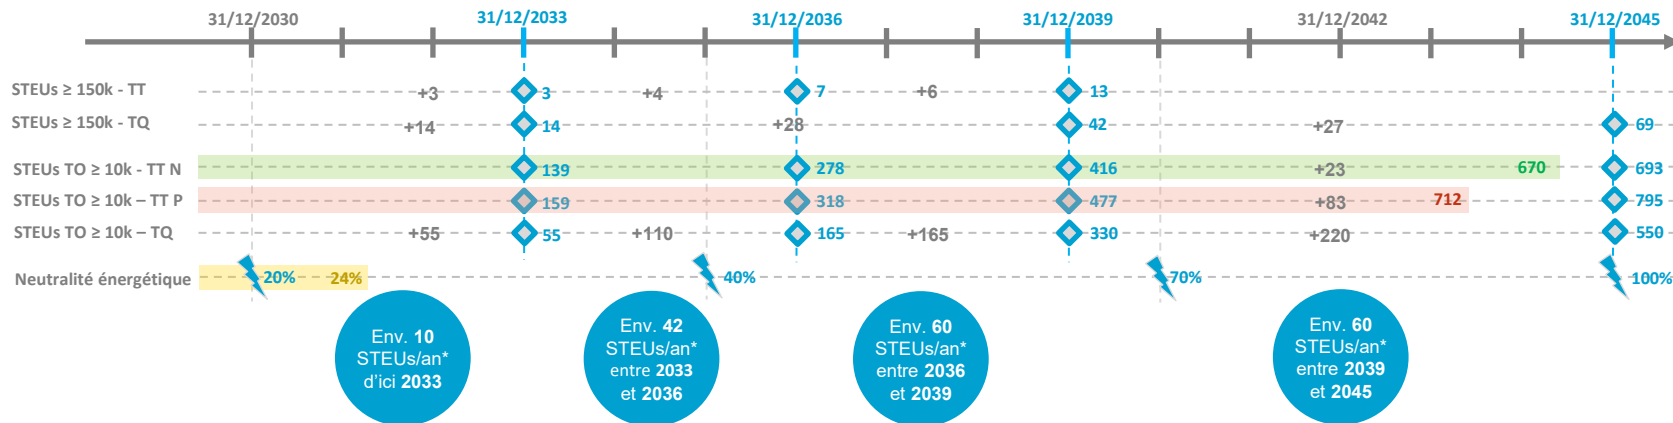 31/12/2030 31/12/2033 31/12/2036 31/12/2039 31/12/2042 31/12/2045
STEUs ≥ 150k - TT +3 3 +4 7 +6 13
STEUs ≥ 150k - TQ +14 14 +28 42 +27 69
STEUs TO ≥ 10k - TT N 139 278 416 +23 670 693
STEUs TO ≥ 10k – TT P 159 318 477 +83 712 795
STEUs TO ≥ 10k – TQ +55 55 +110 165 +165 330 +220 550
Neutralité énergétique 20% 24% 40% 70% 100%
Env. 10
STEUs/an*
d'ici 2033
Env. 42
STEUs/an*
entre 2033
et 2036
Env. 60
STEUs/an*
entre 2036
et 2039
Env. 60
STEUs/an*
entre 2039
et 2045